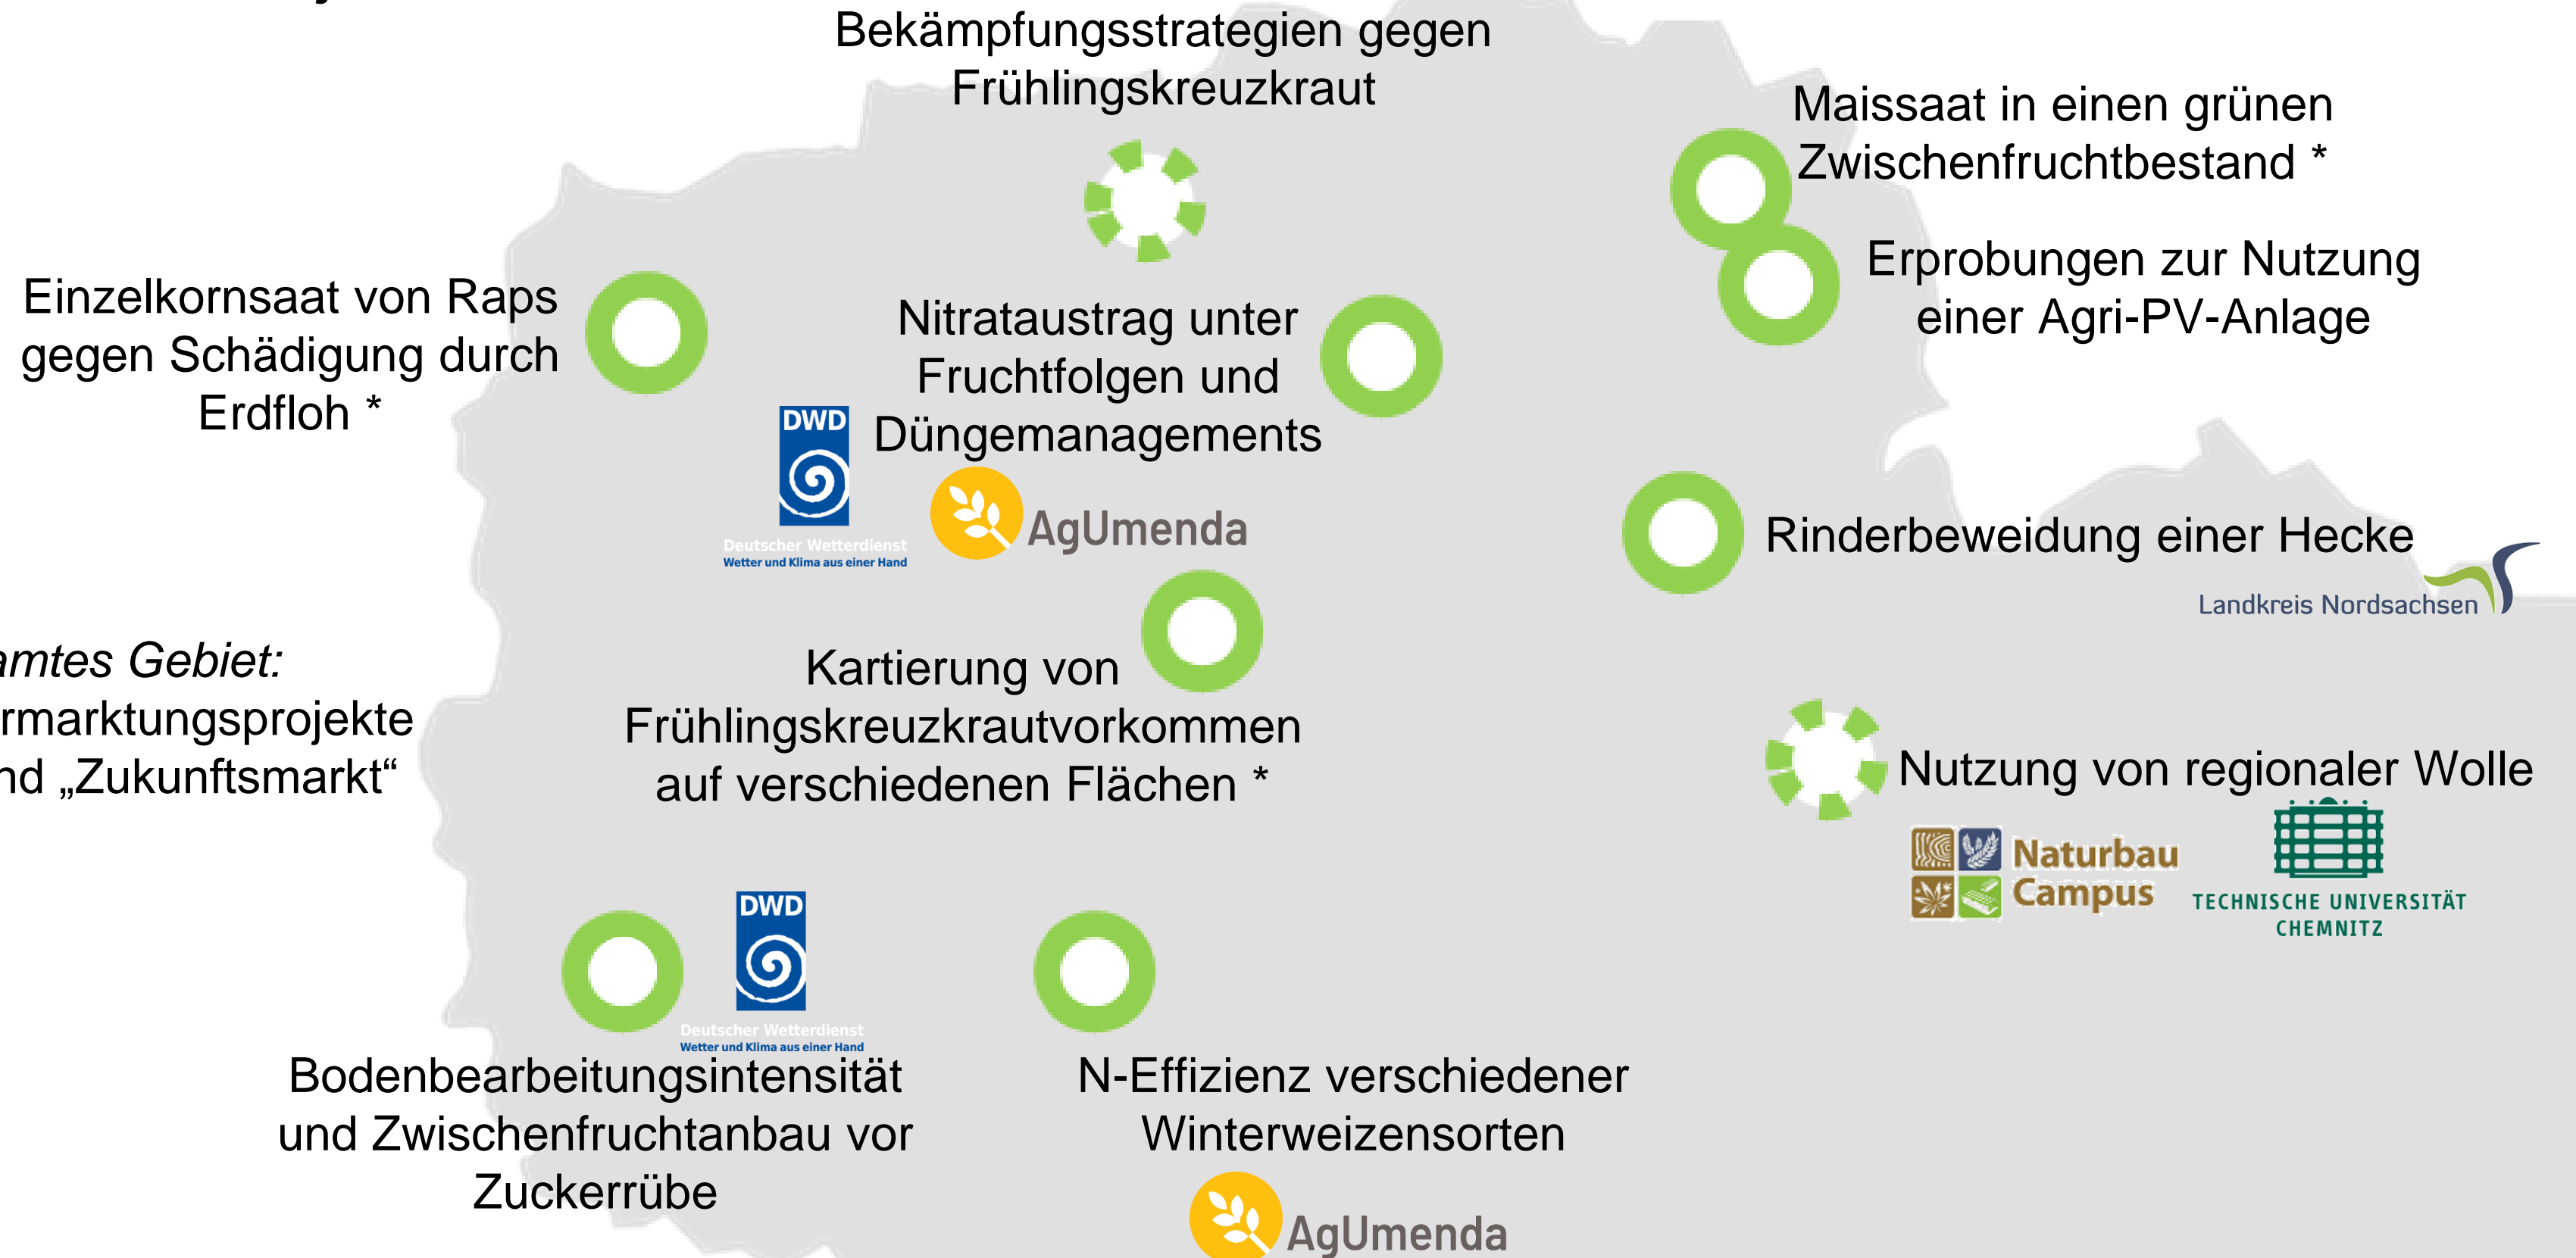 Bekämpfungsstrategien gegen
Frühlingskreuzkraut
Maissaat in einen grünen
Zwischenfruchtbestand *
Erprobungen zur Nutzung
einer Agri-PV-Anlage
Einzelkornsaat von Raps
gegen Schädigung durch
Erdfloh *
Nitrataustrag unter
Fruchtfolgen und
Düngemanagements
DWD
Deutscher Wetterdienst
Wetter und Klima aus einer Hand
AgUmenda
Rinderbeweidung einer Hecke
Landkreis Nordsachsen
amtes Gebiet:
rmarktungsprojekte
nd „Zukunftsmarkt“
Kartierung von
Frühlingskreuzkrautvorkommen
auf verschiedenen Flächen *
Nutzung von regionaler Wolle
Naturbau
Campus
TECHNISCHE UNIVERSITÄT
CHEMNITZ
DWD
Deutscher Wetterdienst
Wetter und Klima aus einer Hand
Bodenbearbeitungsintensität
und Zwischenfruchtanbau vor
Zuckerrübe
N-Effizienz verschiedener
Winterweizensorten
AgUmenda